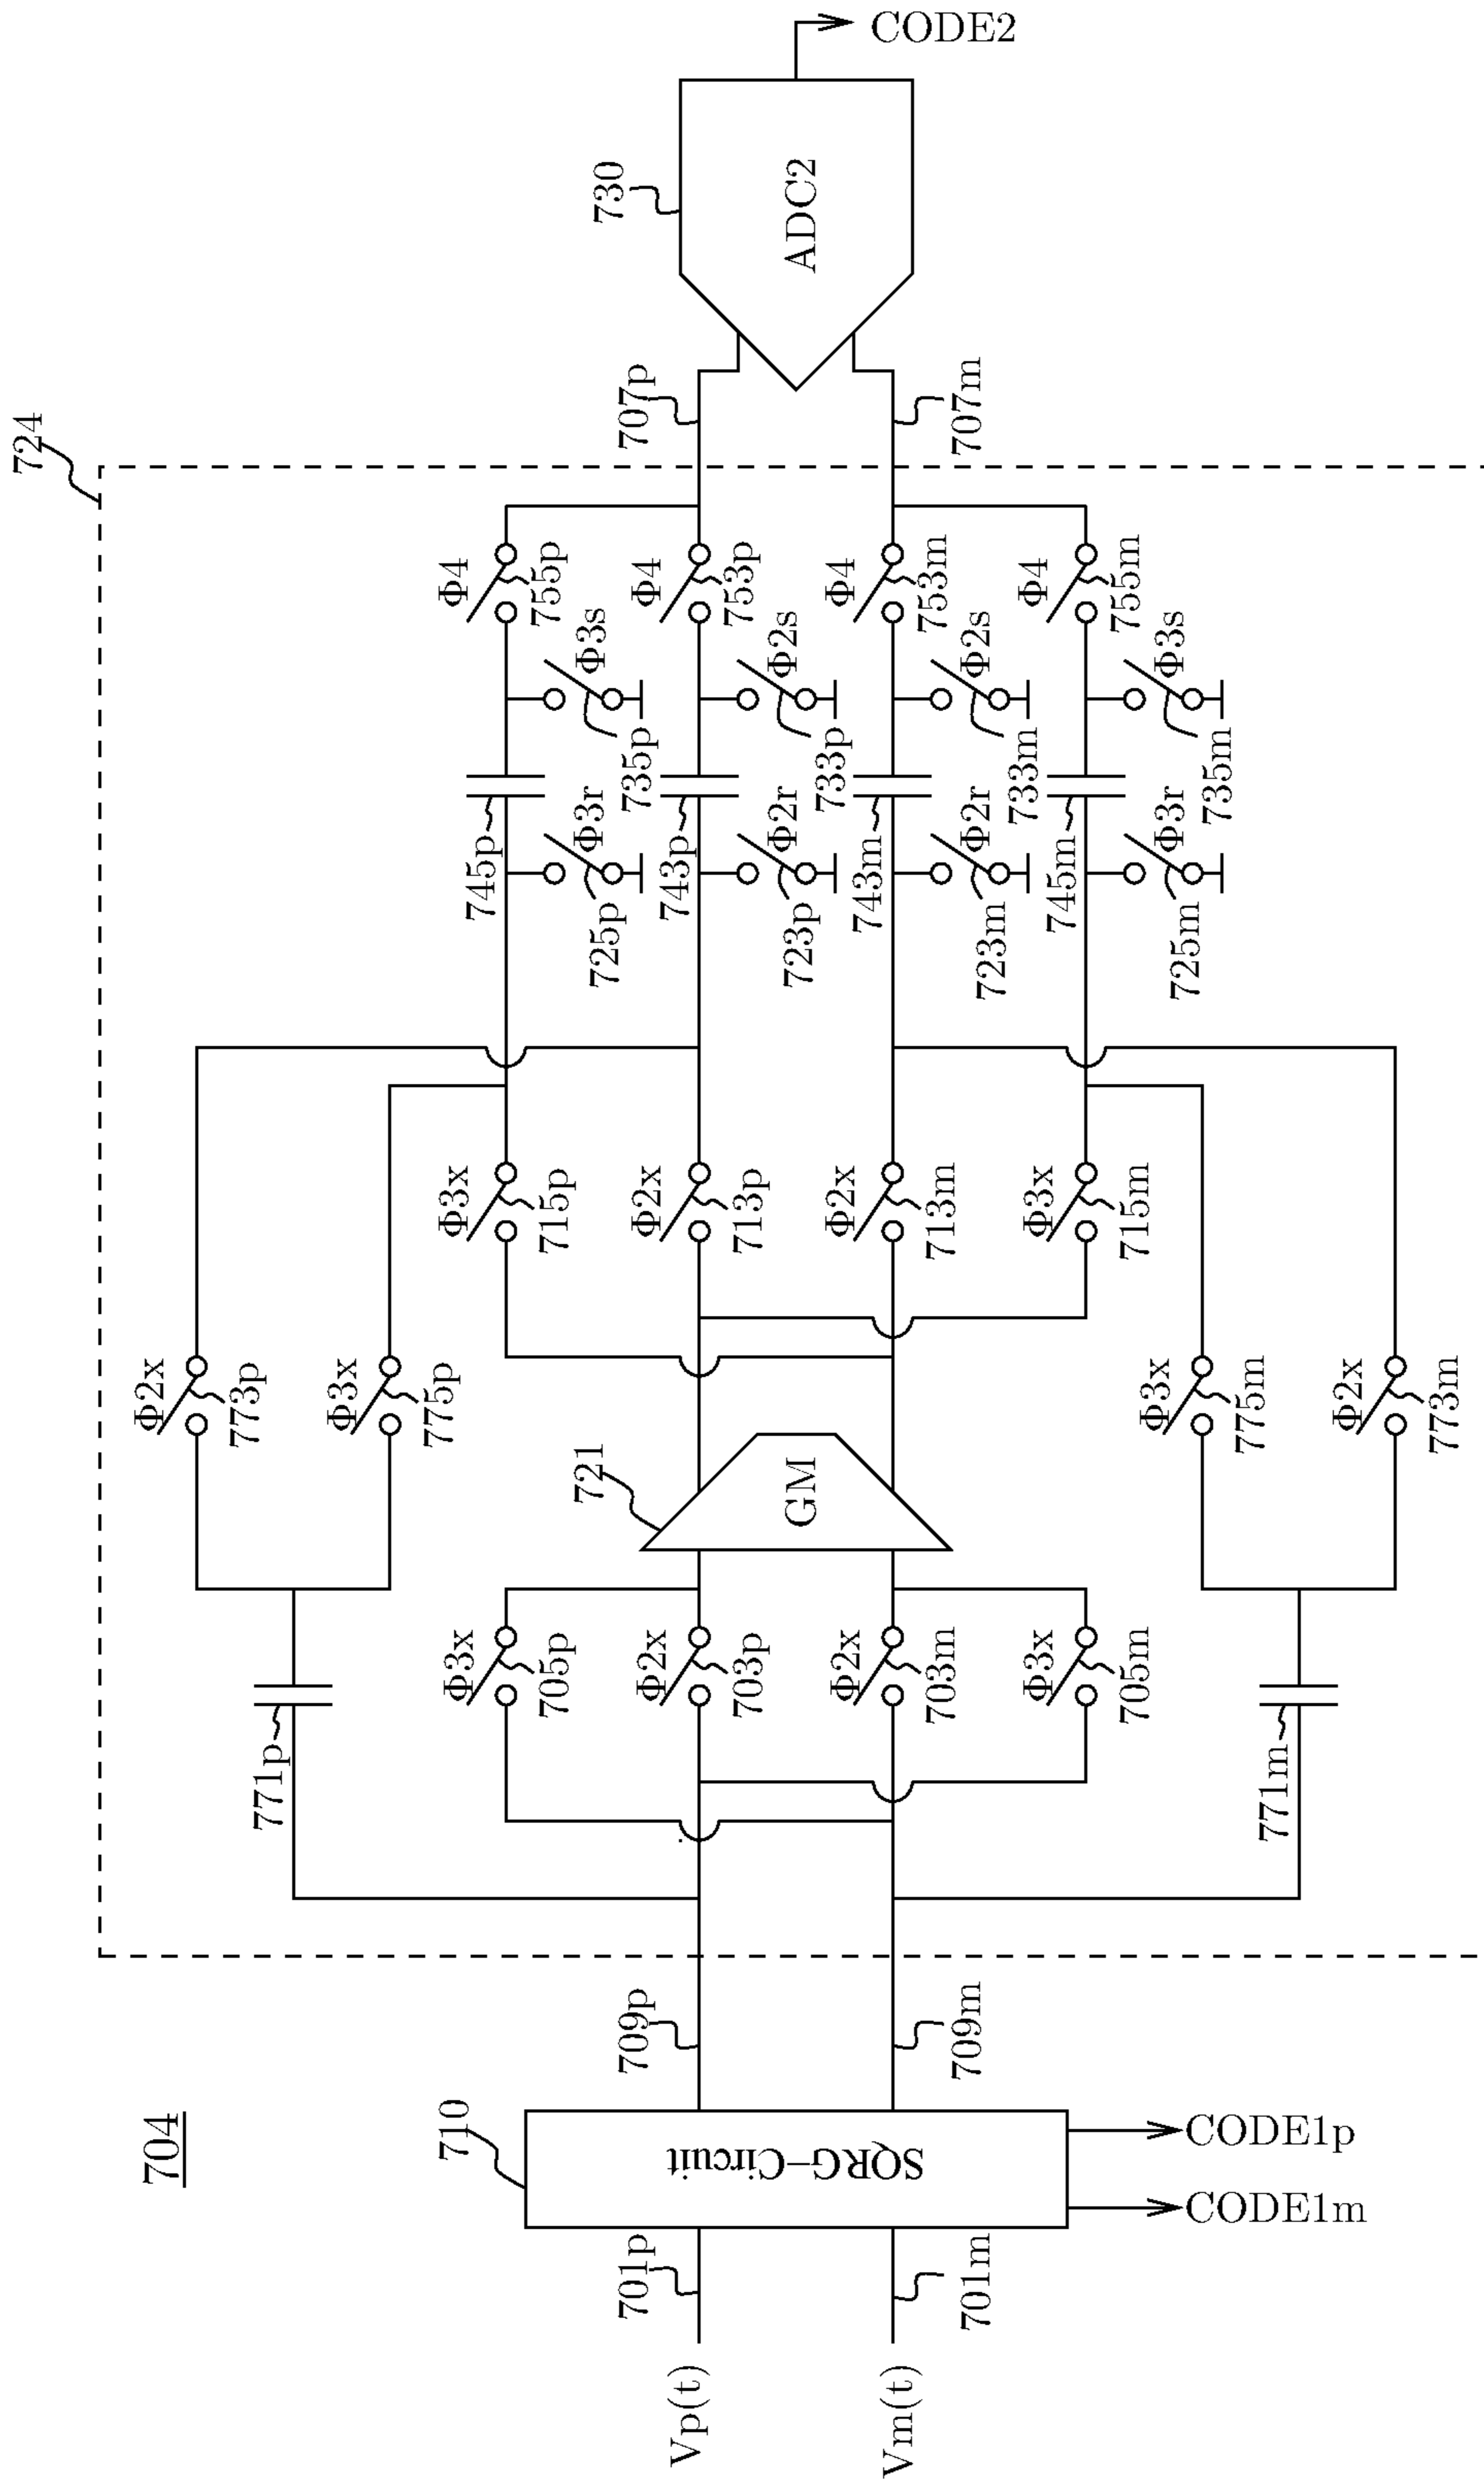 704
724
Vp(t)
701p
Vm(t)
701m
710
SQRG-Circuit
CODE1p
CODE1m
709p
709m
771p
771m
Φ3x
705p
Φ2x
703p
Φ2x
703m
Φ3x
705m
721
GM
Φ2x
773p
Φ3x
775p
Φ3x
775m
Φ2x
773m
Φ3x
715p
Φ2x
713p
Φ2x
713m
Φ3x
715m
745p
Φ3r
725p
743p
Φ2r
723p
743m
Φ2r
723m
745m
Φ3r
725m
Φ3s
735p
Φ2s
733p
Φ2s
733m
Φ3s
735m
Φ4
755p
Φ4
753p
Φ4
753m
Φ4
755m
707p
707m
730
ADC2
CODE2